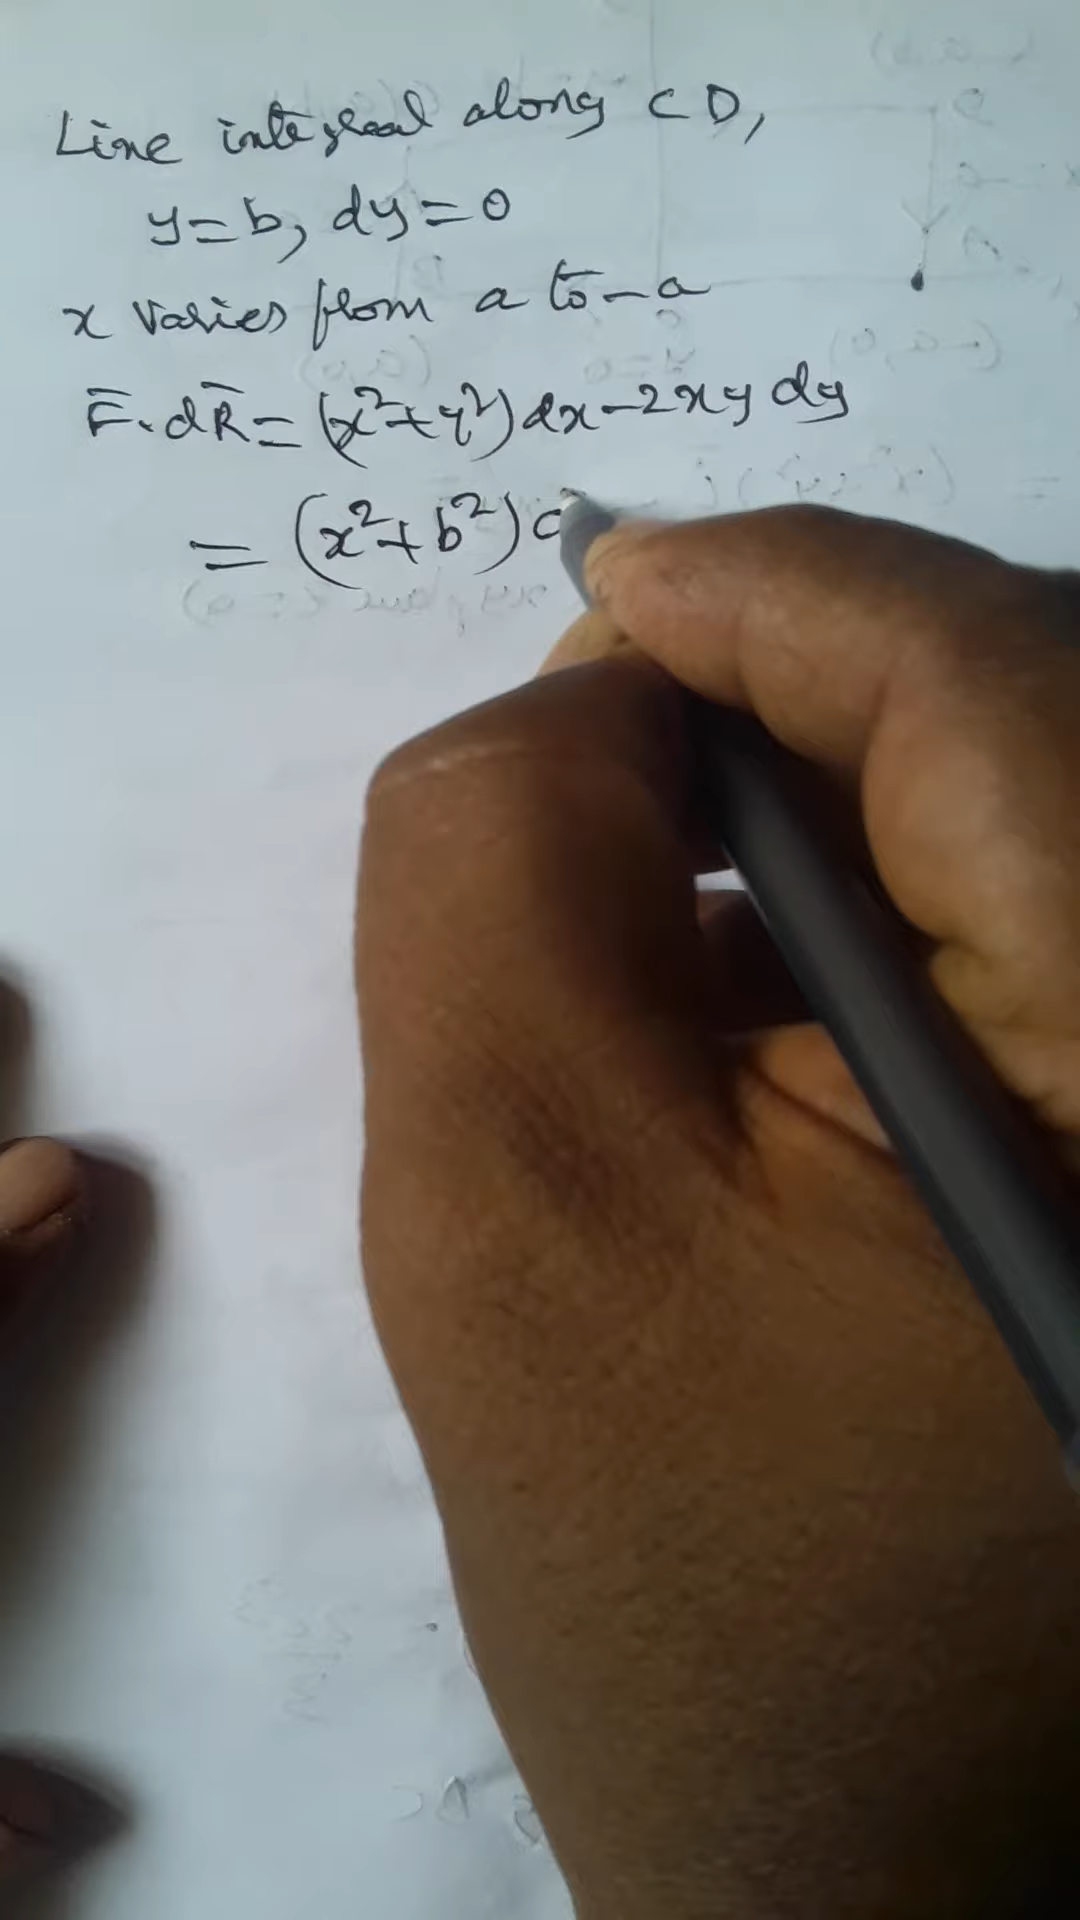 Line integral along CD,
y=b, dy=0
x varies from a to -a
F̄.dR̄=(x²+y²)dx-2xy dy
=(x²+b²)d